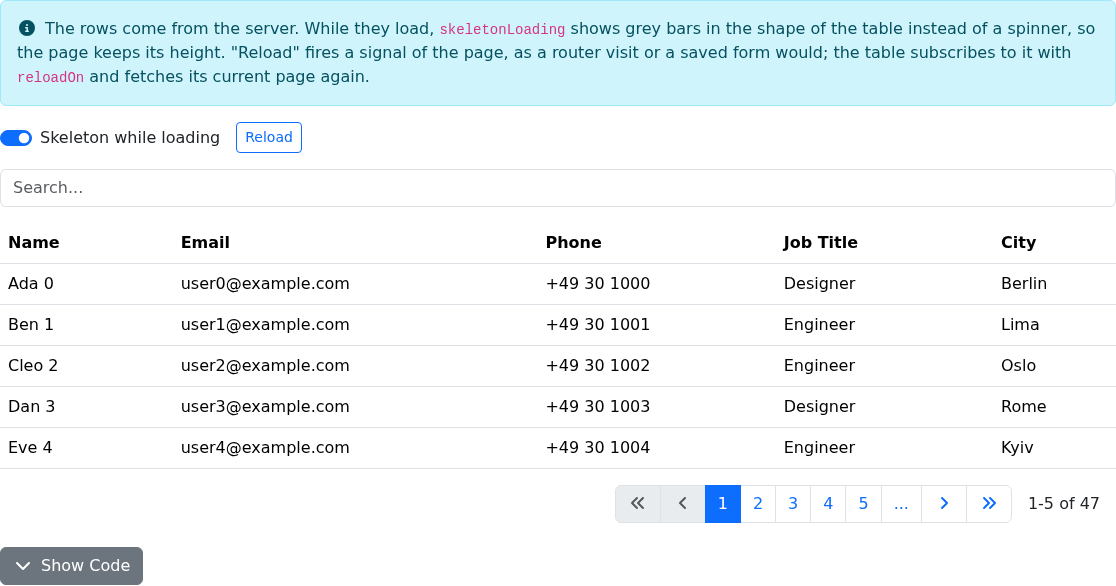 The rows come from the server. While they load, skeletonLoading shows grey bars in the shape of the table instead of a spinner, so
the page keeps its height. "Reload" fires a signal of the page, as a router visit or a saved form would; the table subscribes to it with
reloadOn and fetches its current page again.
Skeleton while loading Reload
Search...
Name Email Phone Job Title City
Ada 0 user0@example.com +49 30 1000 Designer Berlin
Ben 1 user1@example.com +49 30 1001 Engineer Lima
Cleo 2 user2@example.com +49 30 1002 Engineer Oslo
Dan 3 user3@example.com +49 30 1003 Designer Rome
Eve 4 user4@example.com +49 30 1004 Engineer Kyiv
1 2 3 4 5 ... 1-5 of 47
Show Code